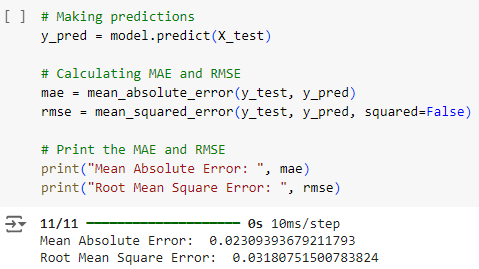 [ ] # Making predictions
y_pred = model.predict(X_test)
# Calculating MAE and RMSE
mae = mean_absolute_error(y_test, y_pred)
rmse = mean_squared_error(y_test, y_pred, squared=False)
# Print the MAE and RMSE
print("Mean Absolute Error: ", mae)
print("Root Mean Square Error: ", rmse)
11/11 ━━━━━━━━━━━━━━━━━━━━ 0s 10ms/step
Mean Absolute Error:  0.02309393679211793
Root Mean Square Error:  0.03180751500783824